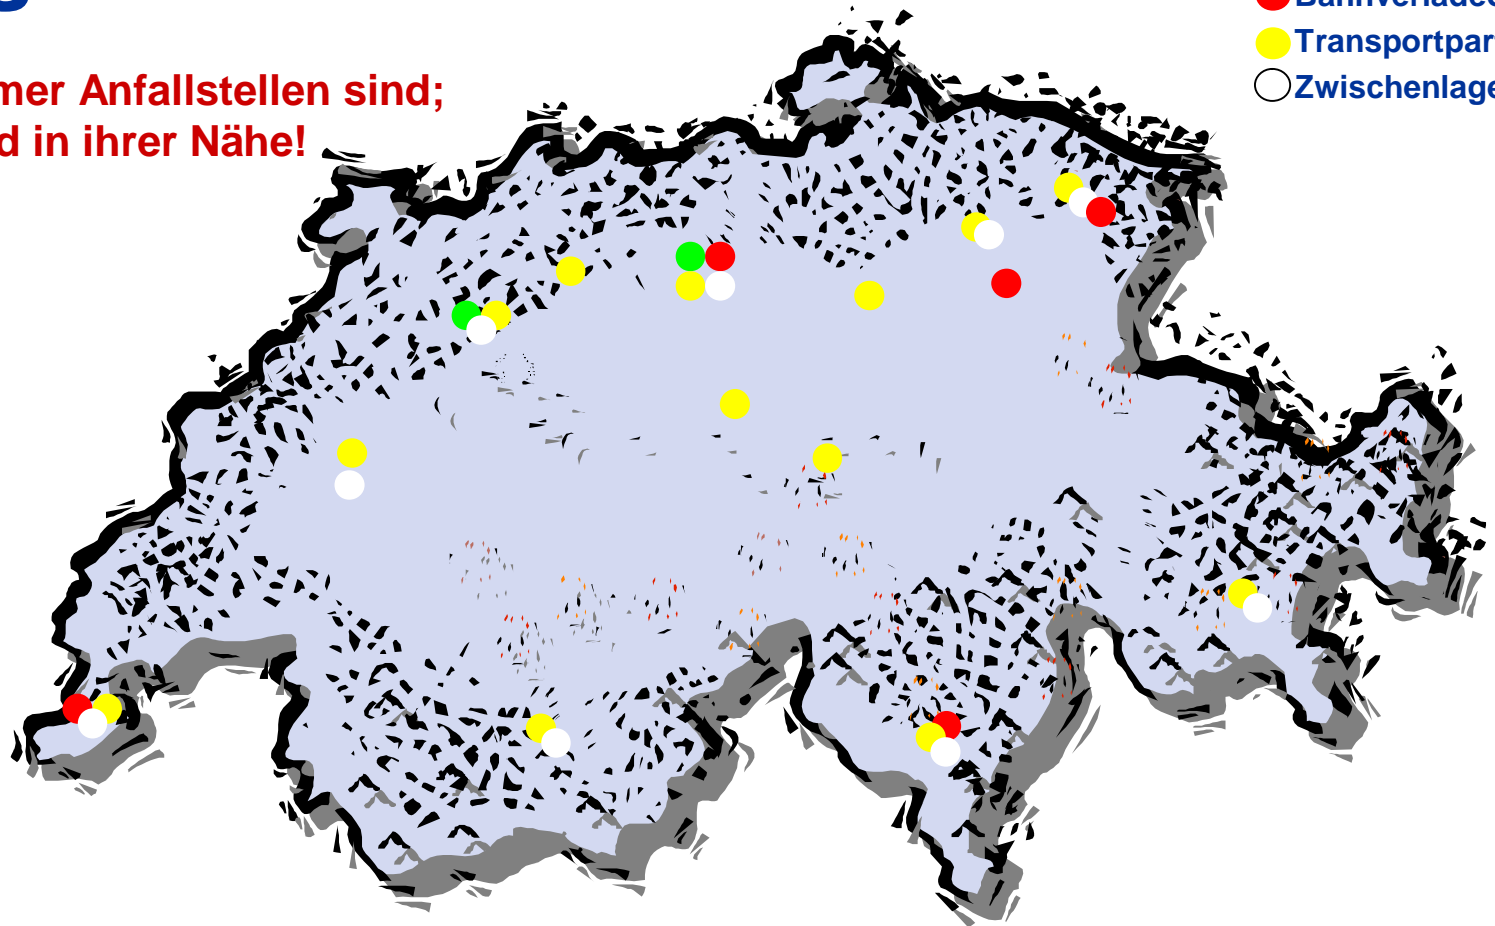 mer Anfallstellen sind;
d in ihrer Nähe!
Transportpar
Zwischenlage